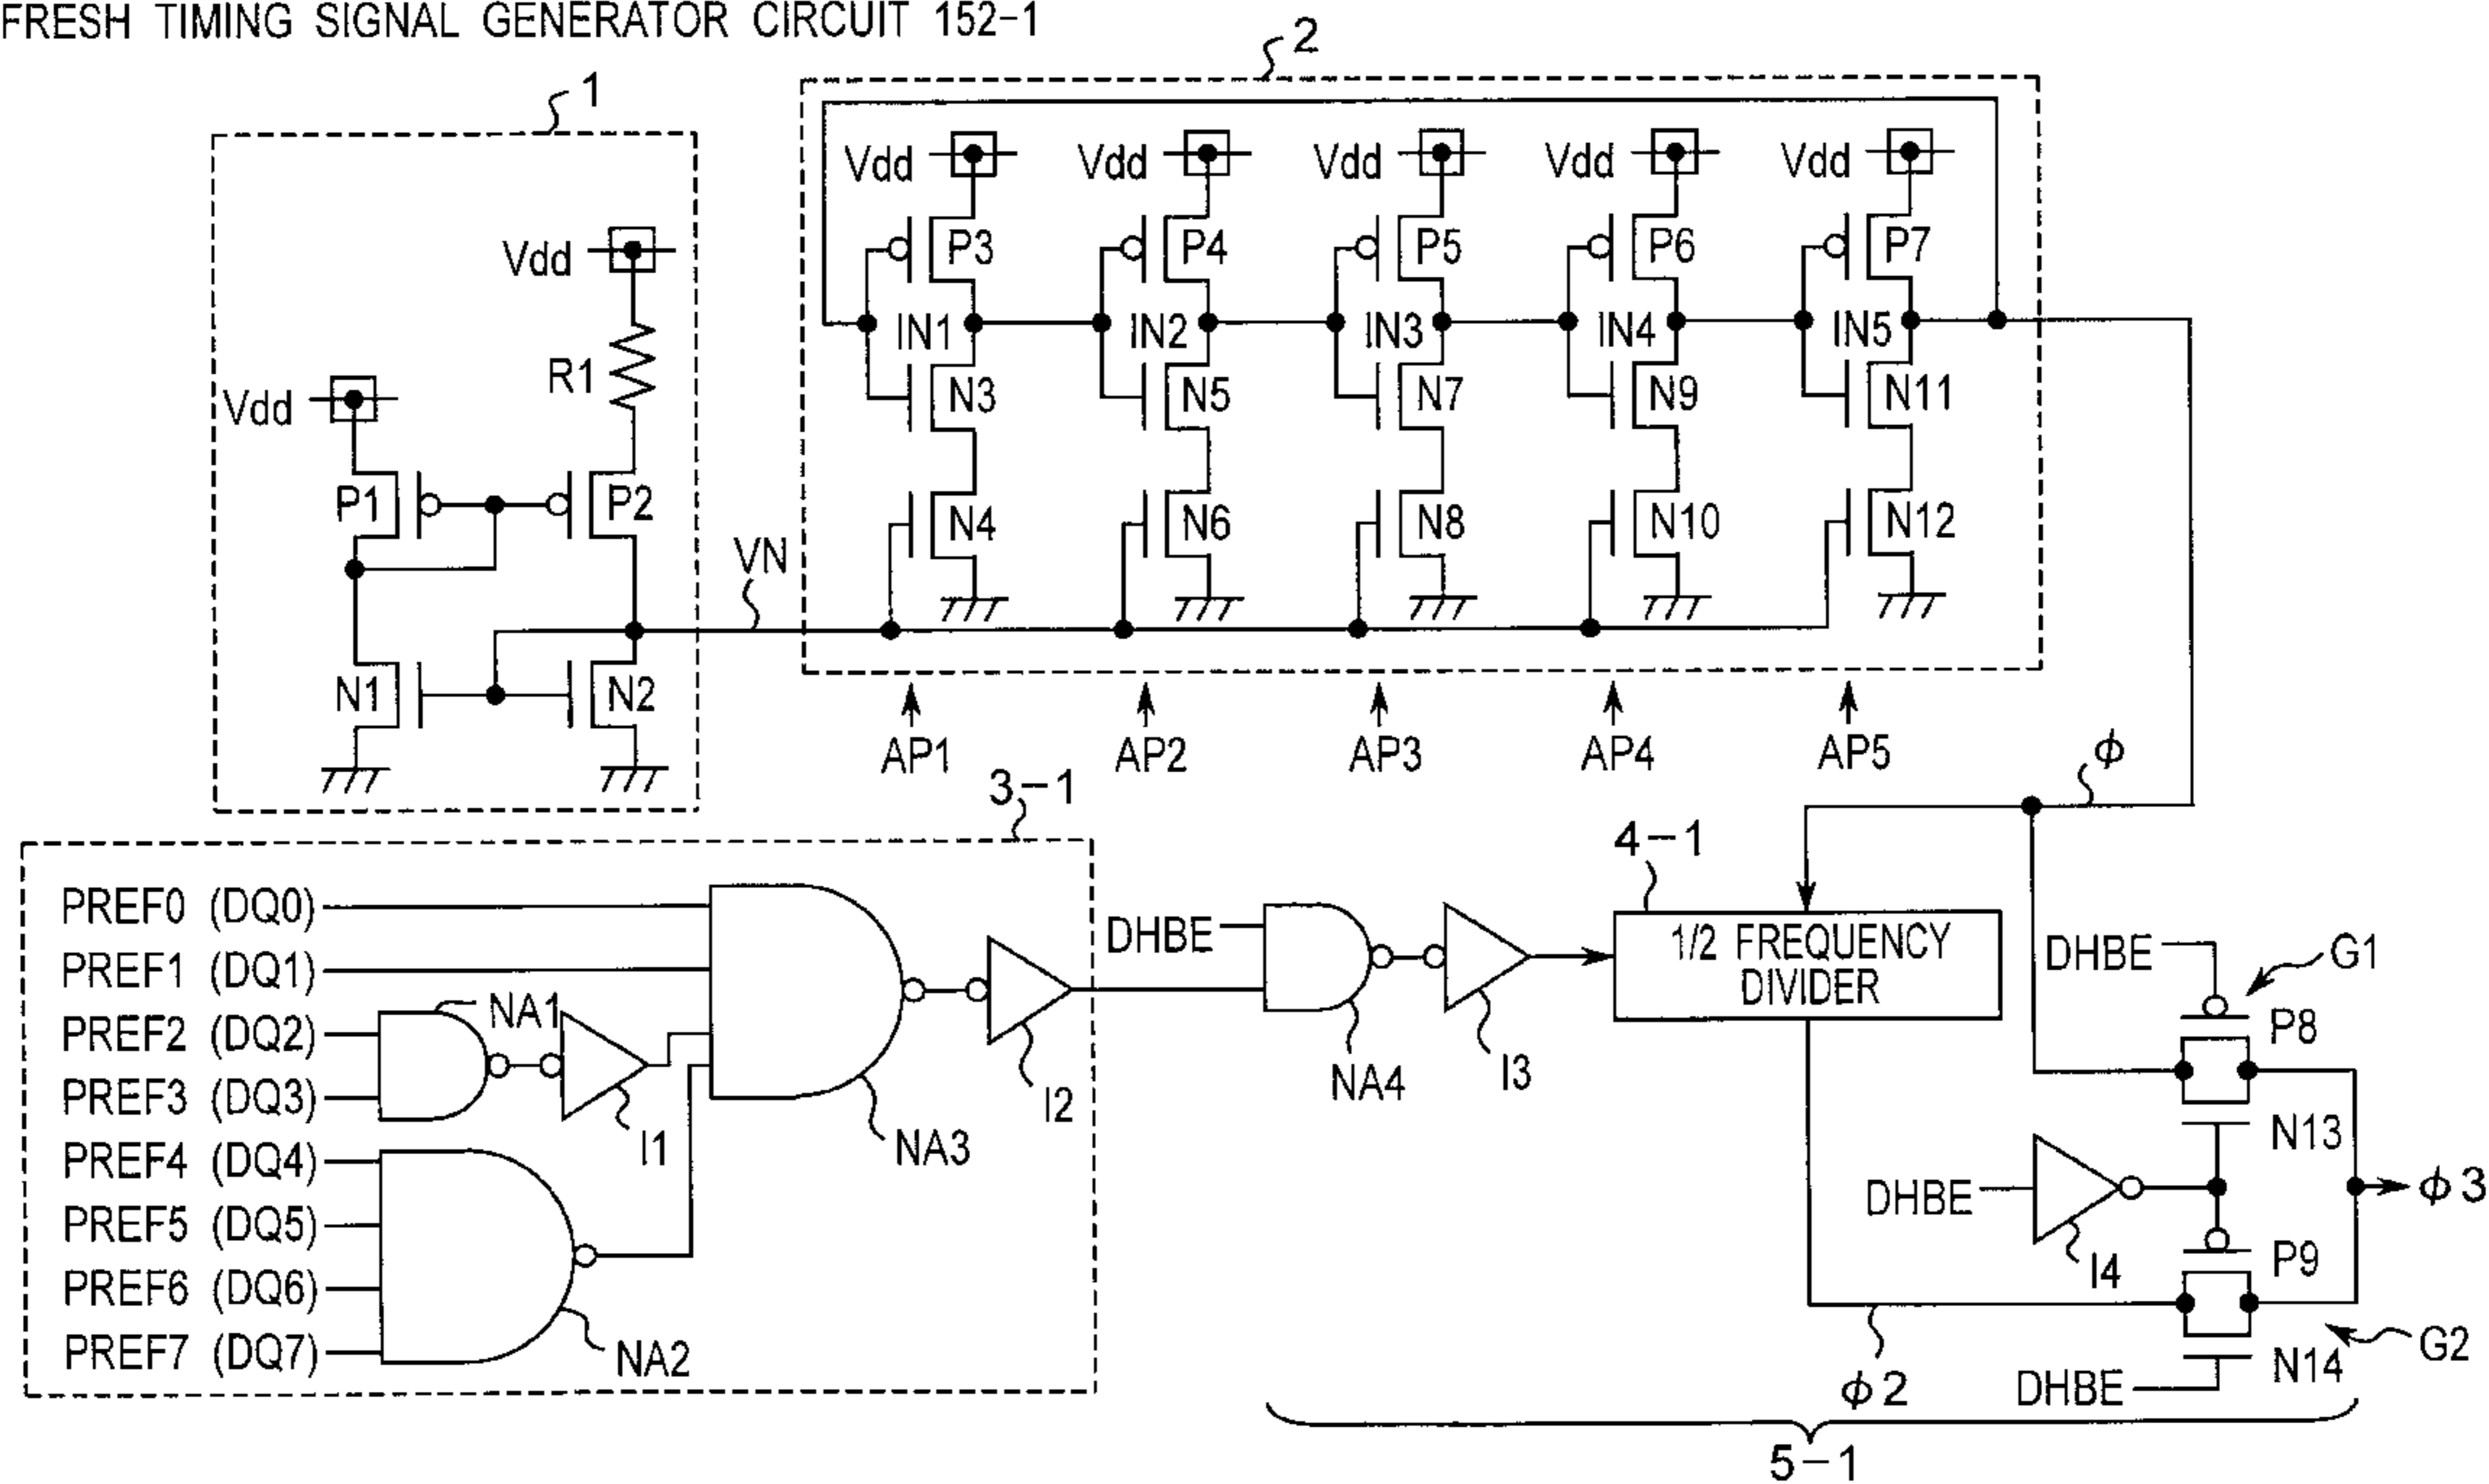 FRESH TIMING SIGNAL GENERATOR CIRCUIT 152-1
1
2
Vdd
Vdd
Vdd
Vdd
Vdd
P3
P4
P5
P6
P7
Vdd
IN1
IN2
IN3
IN4
IN5
R1
Vdd
N3
N5
N7
N9
N11
P1
P2
N4
N6
N8
N10
N12
VN
N1
N2
AP1
AP2
AP3
AP4
AP5
ϕ
3-1
4-1
PREF0 (DQ0)
PREF1 (DQ1)
PREF2 (DQ2)
PREF3 (DQ3)
PREF4 (DQ4)
PREF5 (DQ5)
PREF6 (DQ6)
PREF7 (DQ7)
NA1
I1
NA2
NA3
I2
DHBE
NA4
I3
1/2 FREQUENCY
DIVIDER
DHBE
G1
P8
N13
DHBE
I4
ϕ3
P9
G2
N14
DHBE
ϕ2
5-1